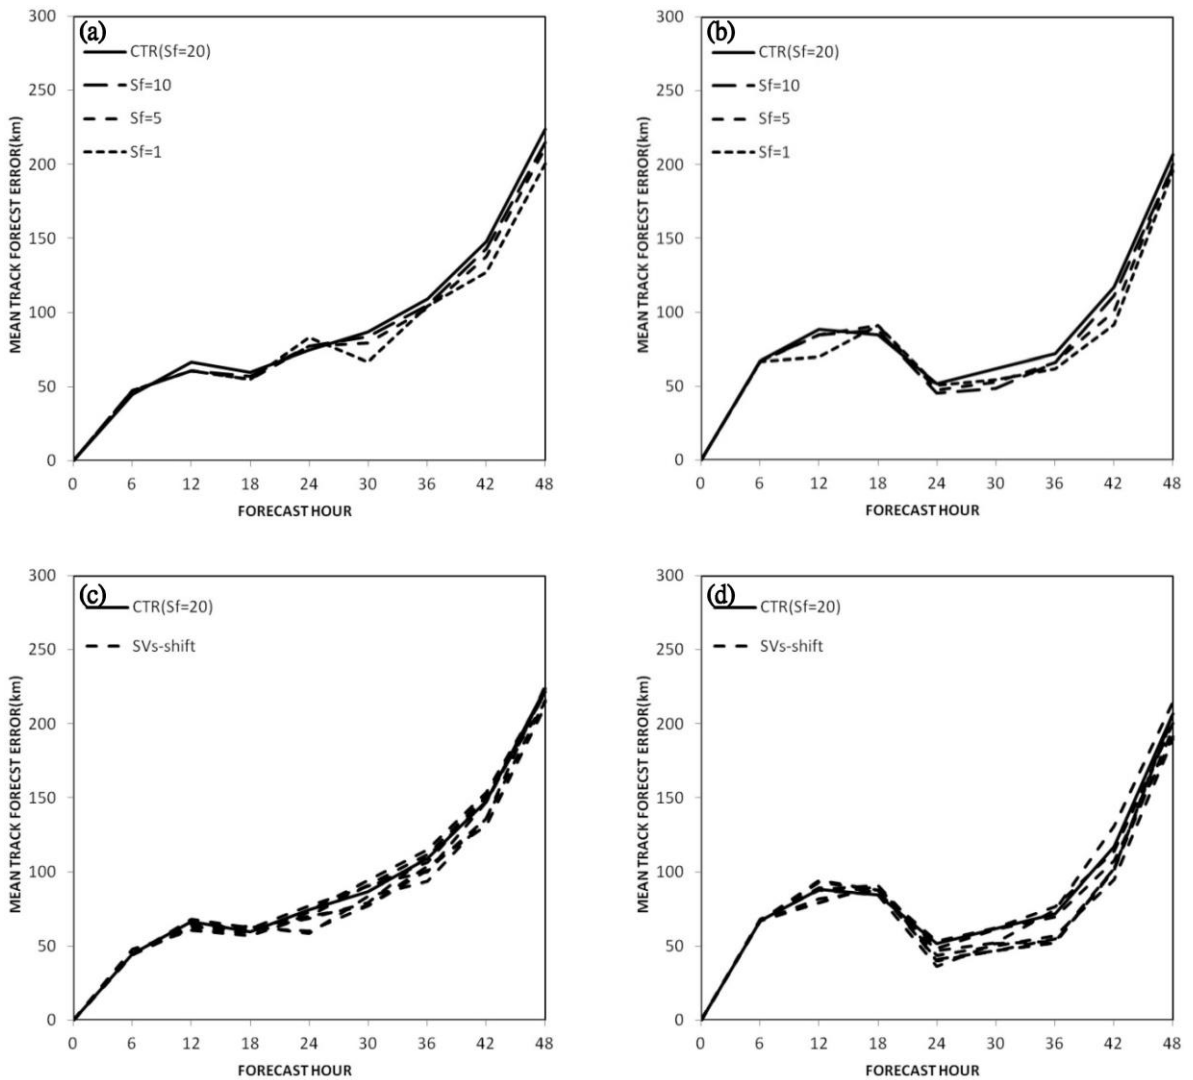 (a)
CTR(Sf=20)
Sf=10
Sf=5
Sf=1
300
250
200
150
100
50
0
MEAN TRACK FORECST ERROR(km)
0 6 12 18 24 30 36 42 48
FORECAST HOUR
(b)
CTR(Sf=20)
Sf=10
Sf=5
Sf=1
300
250
200
150
100
50
0
MEAN TRACK FORECST ERROR(km)
0 6 12 18 24 30 36 42 48
FORECAST HOUR
(c)
CTR(Sf=20)
SVs-shift
300
250
200
150
100
50
0
MEAN TRACK FORECST ERROR(km)
0 6 12 18 24 30 36 42 48
FORECAST HOUR
(d)
CTR(Sf=20)
SVs-shift
300
250
200
150
100
50
0
MEAN TRACK FORECST ERROR(km)
0 6 12 18 24 30 36 42 48
FORECAST HOUR